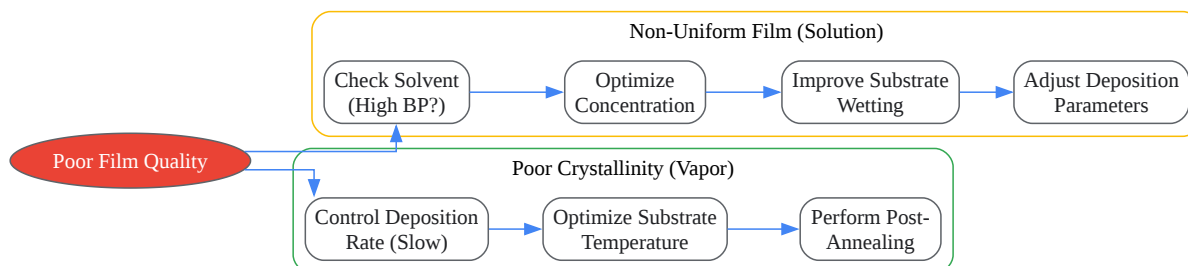 Non-Uniform Film (Solution)
Check Solvent
(High BP?)
Optimize
Concentration
Improve Substrate
Wetting
Adjust Deposition
Parameters
Poor Film Quality
Poor Crystallinity (Vapor)
Control Deposition
Rate (Slow)
Optimize Substrate
Temperature
Perform Post-
Annealing